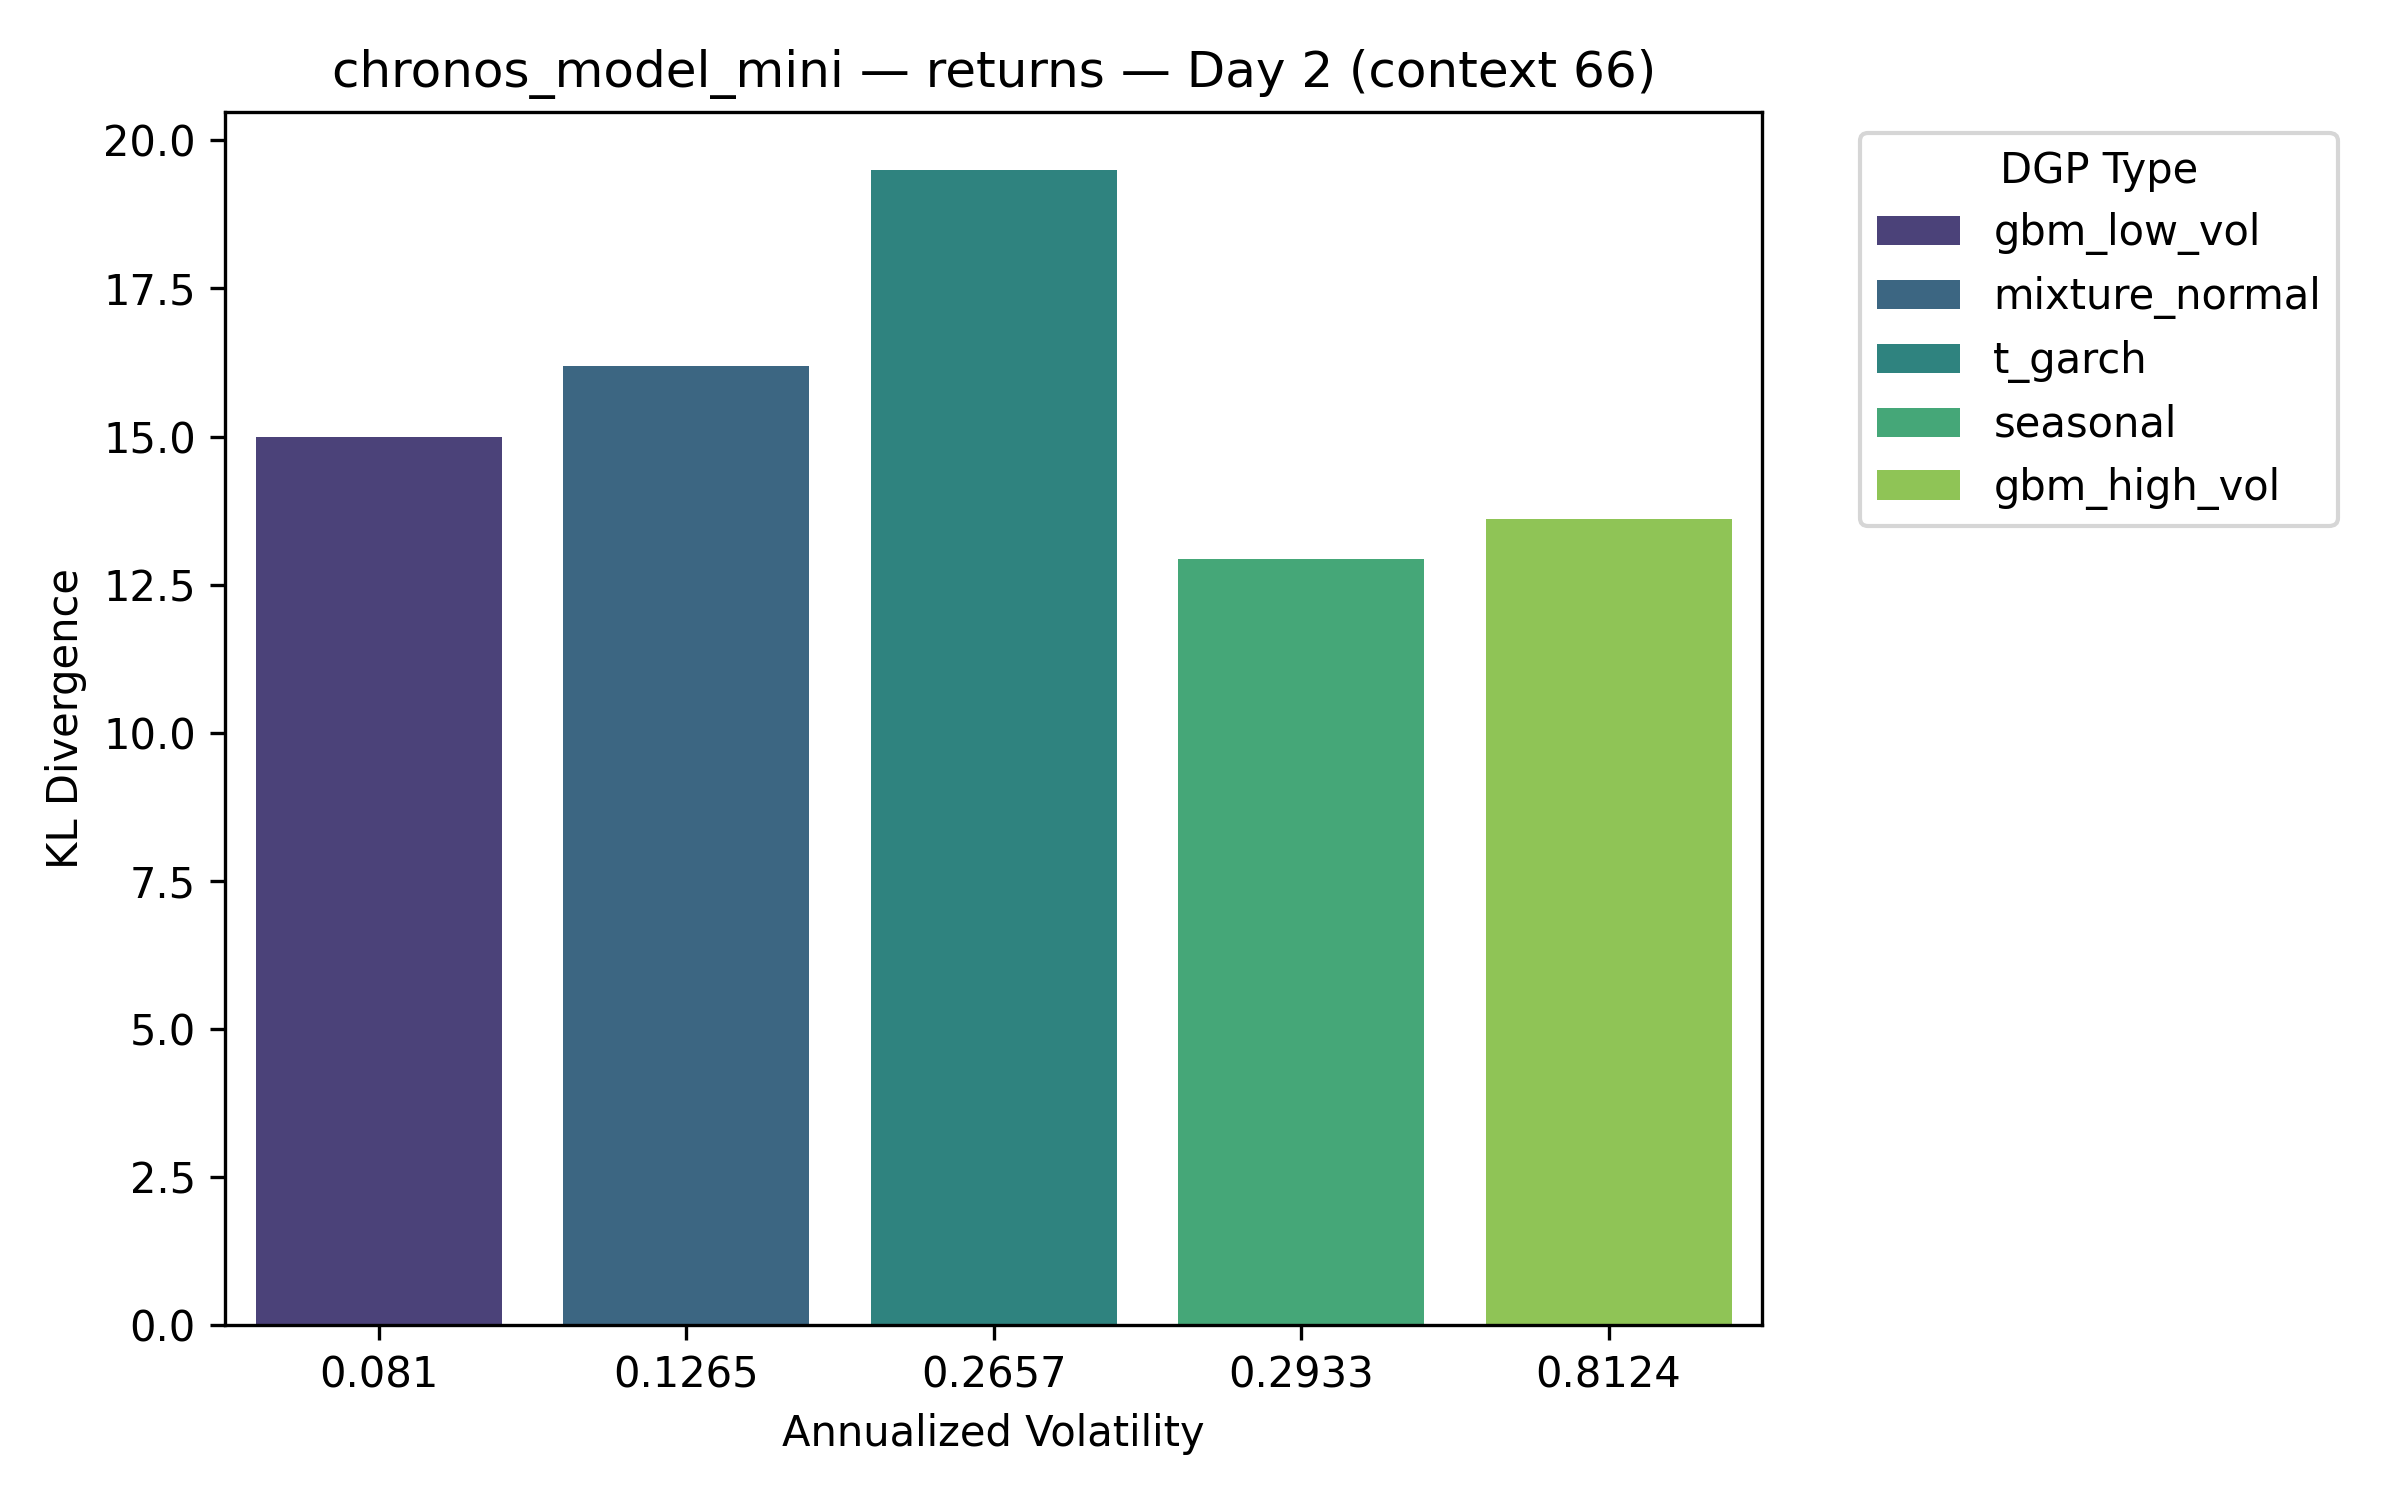 chronos_model_mini — returns — Day 2 (context 66)
KL Divergence
20.0
17.5
15.0
12.5
10.0
7.5
5.0
2.5
0.0
0.081
0.1265
0.2657
0.2933
0.8124
Annualized Volatility
DGP Type
gbm_low_vol
mixture_normal
t_garch
seasonal
gbm_high_vol